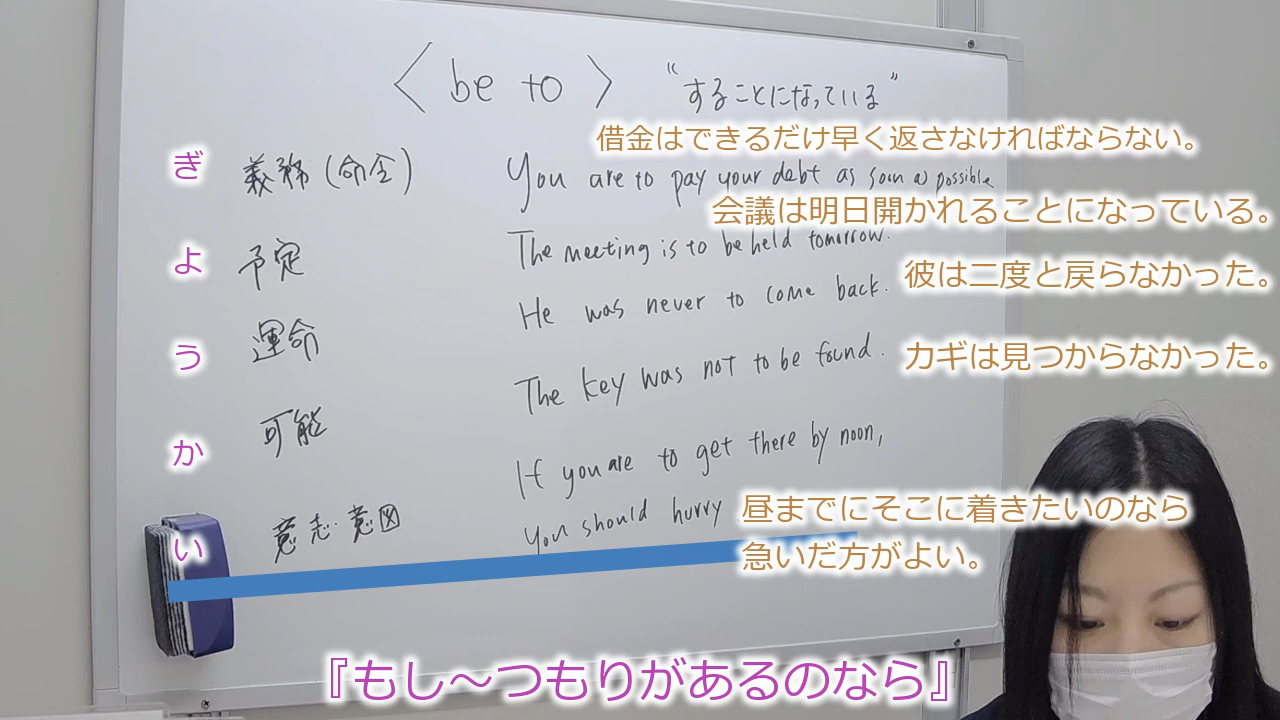 〈 be to 〉 “することになっている”
借金はできるだけ早く返さなければならない。
ぎ 義務(命令) You are to pay your debt as soon as possible
会議は明日開かれることになっている。
よ 予定 The meeting is to be held tomorrow.
彼は二度と戻らなかった。
運命 He was never to come back.
う
カギは見つからなかった。
か 可能 The key was not to be found.
い 意志・意図 If you are to get there by noon,
you should hurry
昼までにそこに着きたいのなら
急いだ方がよい。
『もし～つもりがあるのなら』